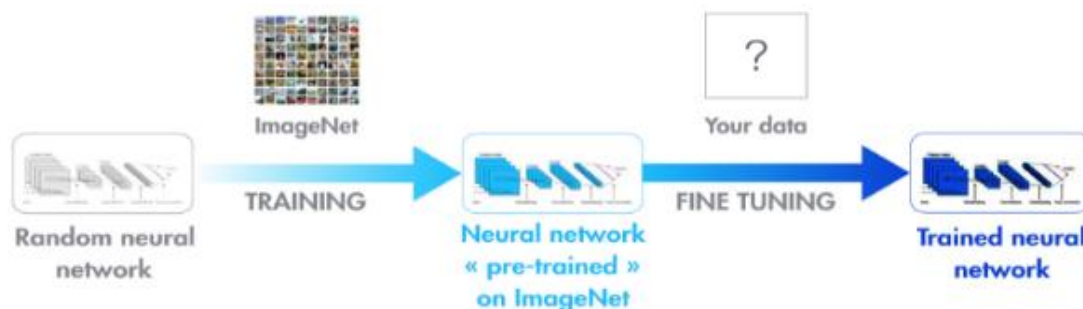 ?
ImageNet
Your data
TRAINING
FINE TUNING
Random neural
network
Neural network
« pre-trained »
on ImageNet
Trained neural
network